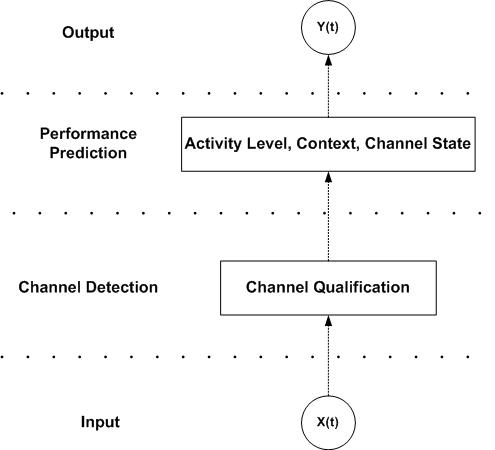 Output
Y(t)
Performance
Prediction
Activity Level, Context, Channel State
Channel Detection
Channel Qualification
Input
X(t)